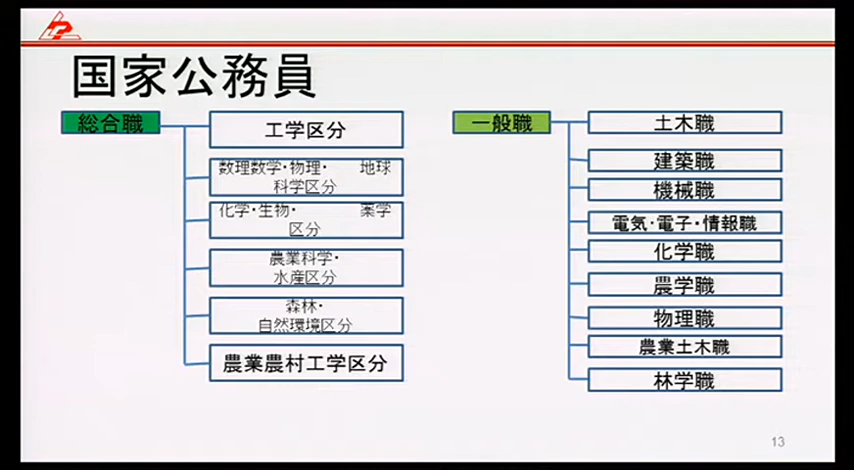 国家公務員
総合職
工学区分
数理数学・物理・ 地球
科学区分
化学・生物・ 薬学
区分
農業科学・
水産区分
森林・
自然環境区分
農業農村工学区分
一般職
土木職
建築職
機械職
電気・電子・情報職
化学職
農学職
物理職
農業土木職
林学職
13